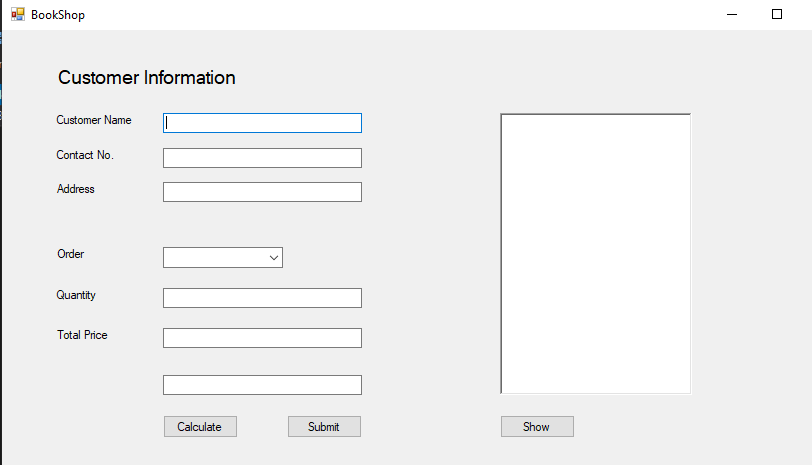 BookShop
Customer Information
Customer Name
Contact No.
Address
Order
Quantity
Total Price
Calculate Submit Show